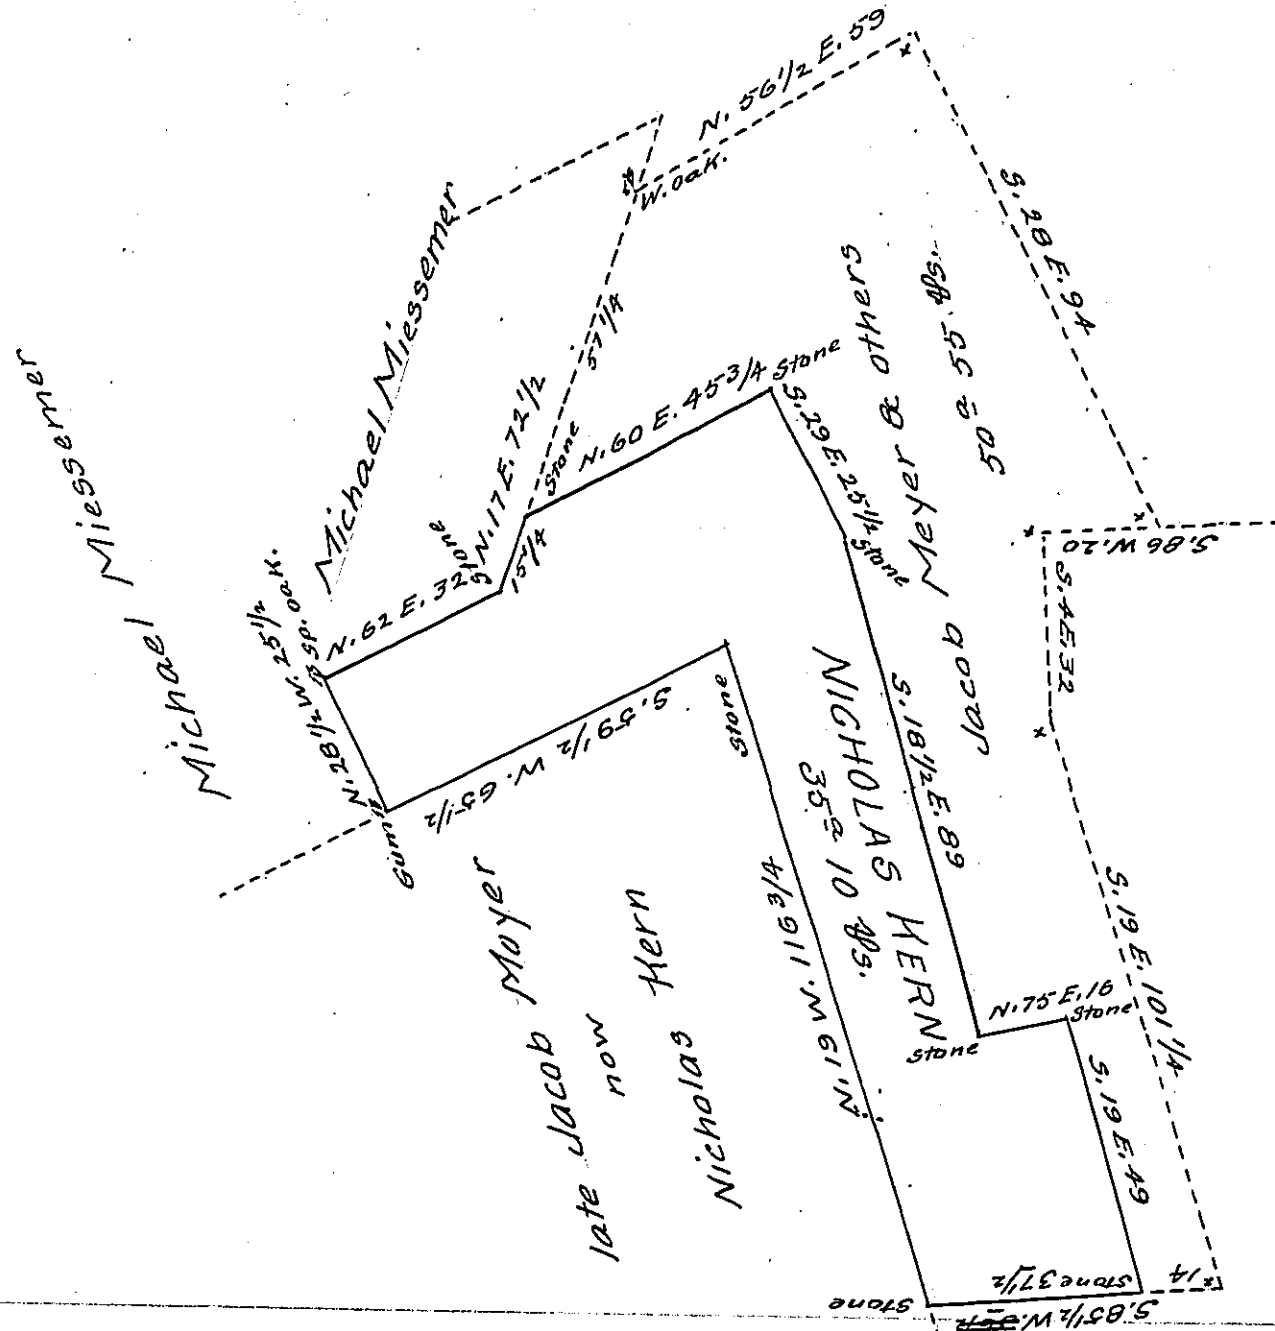 N. 56 1/2 E. 59
W. oak.
S. 28 E. 94
Michael Miessemer
Michael Miessemer
57 1/4
N. 17 E. 72 1/2
Stone
15 1/4
N. 60 E. 45 3/4
Stone
S. 29 E. 25 1/2
Stone
Jacob Meyer & others
50 a 55 ps.
S. 86 W. 20
S. 4 E. 32
S. 19 E. 101 1/4
14
N. 62 E. 32
Stone
N. 28 1/2 W. 25 1/2
Sp. oak.
Gum
S. 59 1/2 W. 65 1/2
Stone
NICHOLAS KERN
35 a 10 ps.
S. 18 1/2 E. 89
N. 75 E. 16
Stone
Stone
S. 19 E. 49
N. 19 W. 116 3/4
late Jacob Moyer
now
Nicholas Kern
Stone
Stone 37 1/2
S. 85 1/2 W.